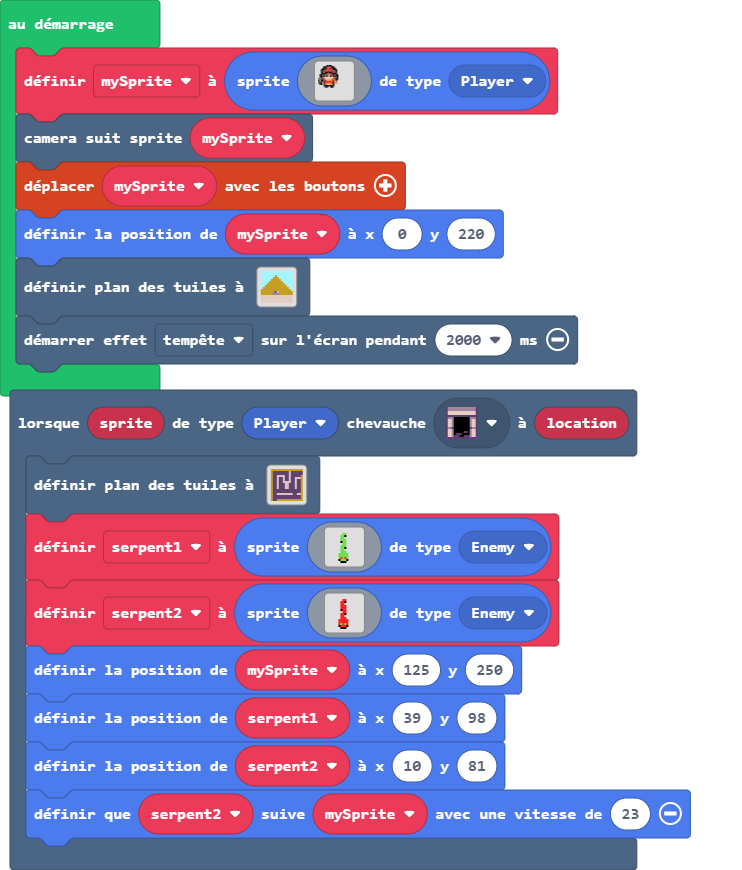 au démarrage
définir mySprite à sprite de type Player
camera suit sprite mySprite
déplacer mySprite avec les boutons
définir la position de mySprite à x 0 y 220
définir plan des tuiles à
démarrer effet tempête sur l'écran pendant 2000 ms
lorsque sprite de type Player chevauche à location
définir plan des tuiles à
définir serpent1 à sprite de type Enemy
définir serpent2 à sprite de type Enemy
définir la position de mySprite à x 125 y 250
définir la position de serpent1 à x 39 y 98
définir la position de serpent2 à x 10 y 81
définir que serpent2 suive mySprite avec une vitesse de 23